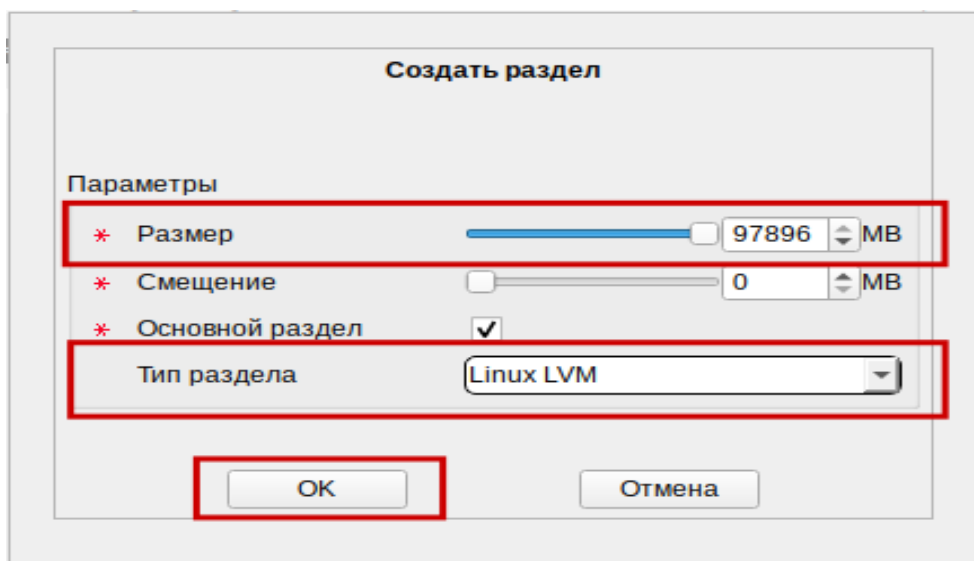 Создать раздел
Параметры
* Размер 97896 MB
* Смещение 0 MB
* Основной раздел
Тип раздела Linux LVM
OK Отмена